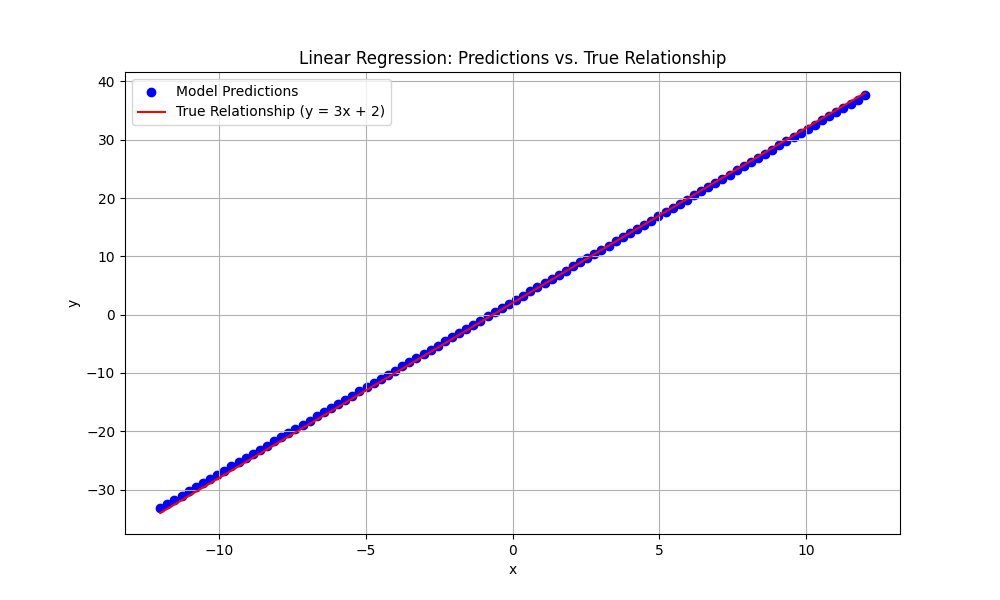 Linear Regression: Predictions vs. True Relationship
Model Predictions
True Relationship (y = 3x + 2)
40
30
20
10
0
−10
−20
−30
y
−10
−5
0
5
10
x